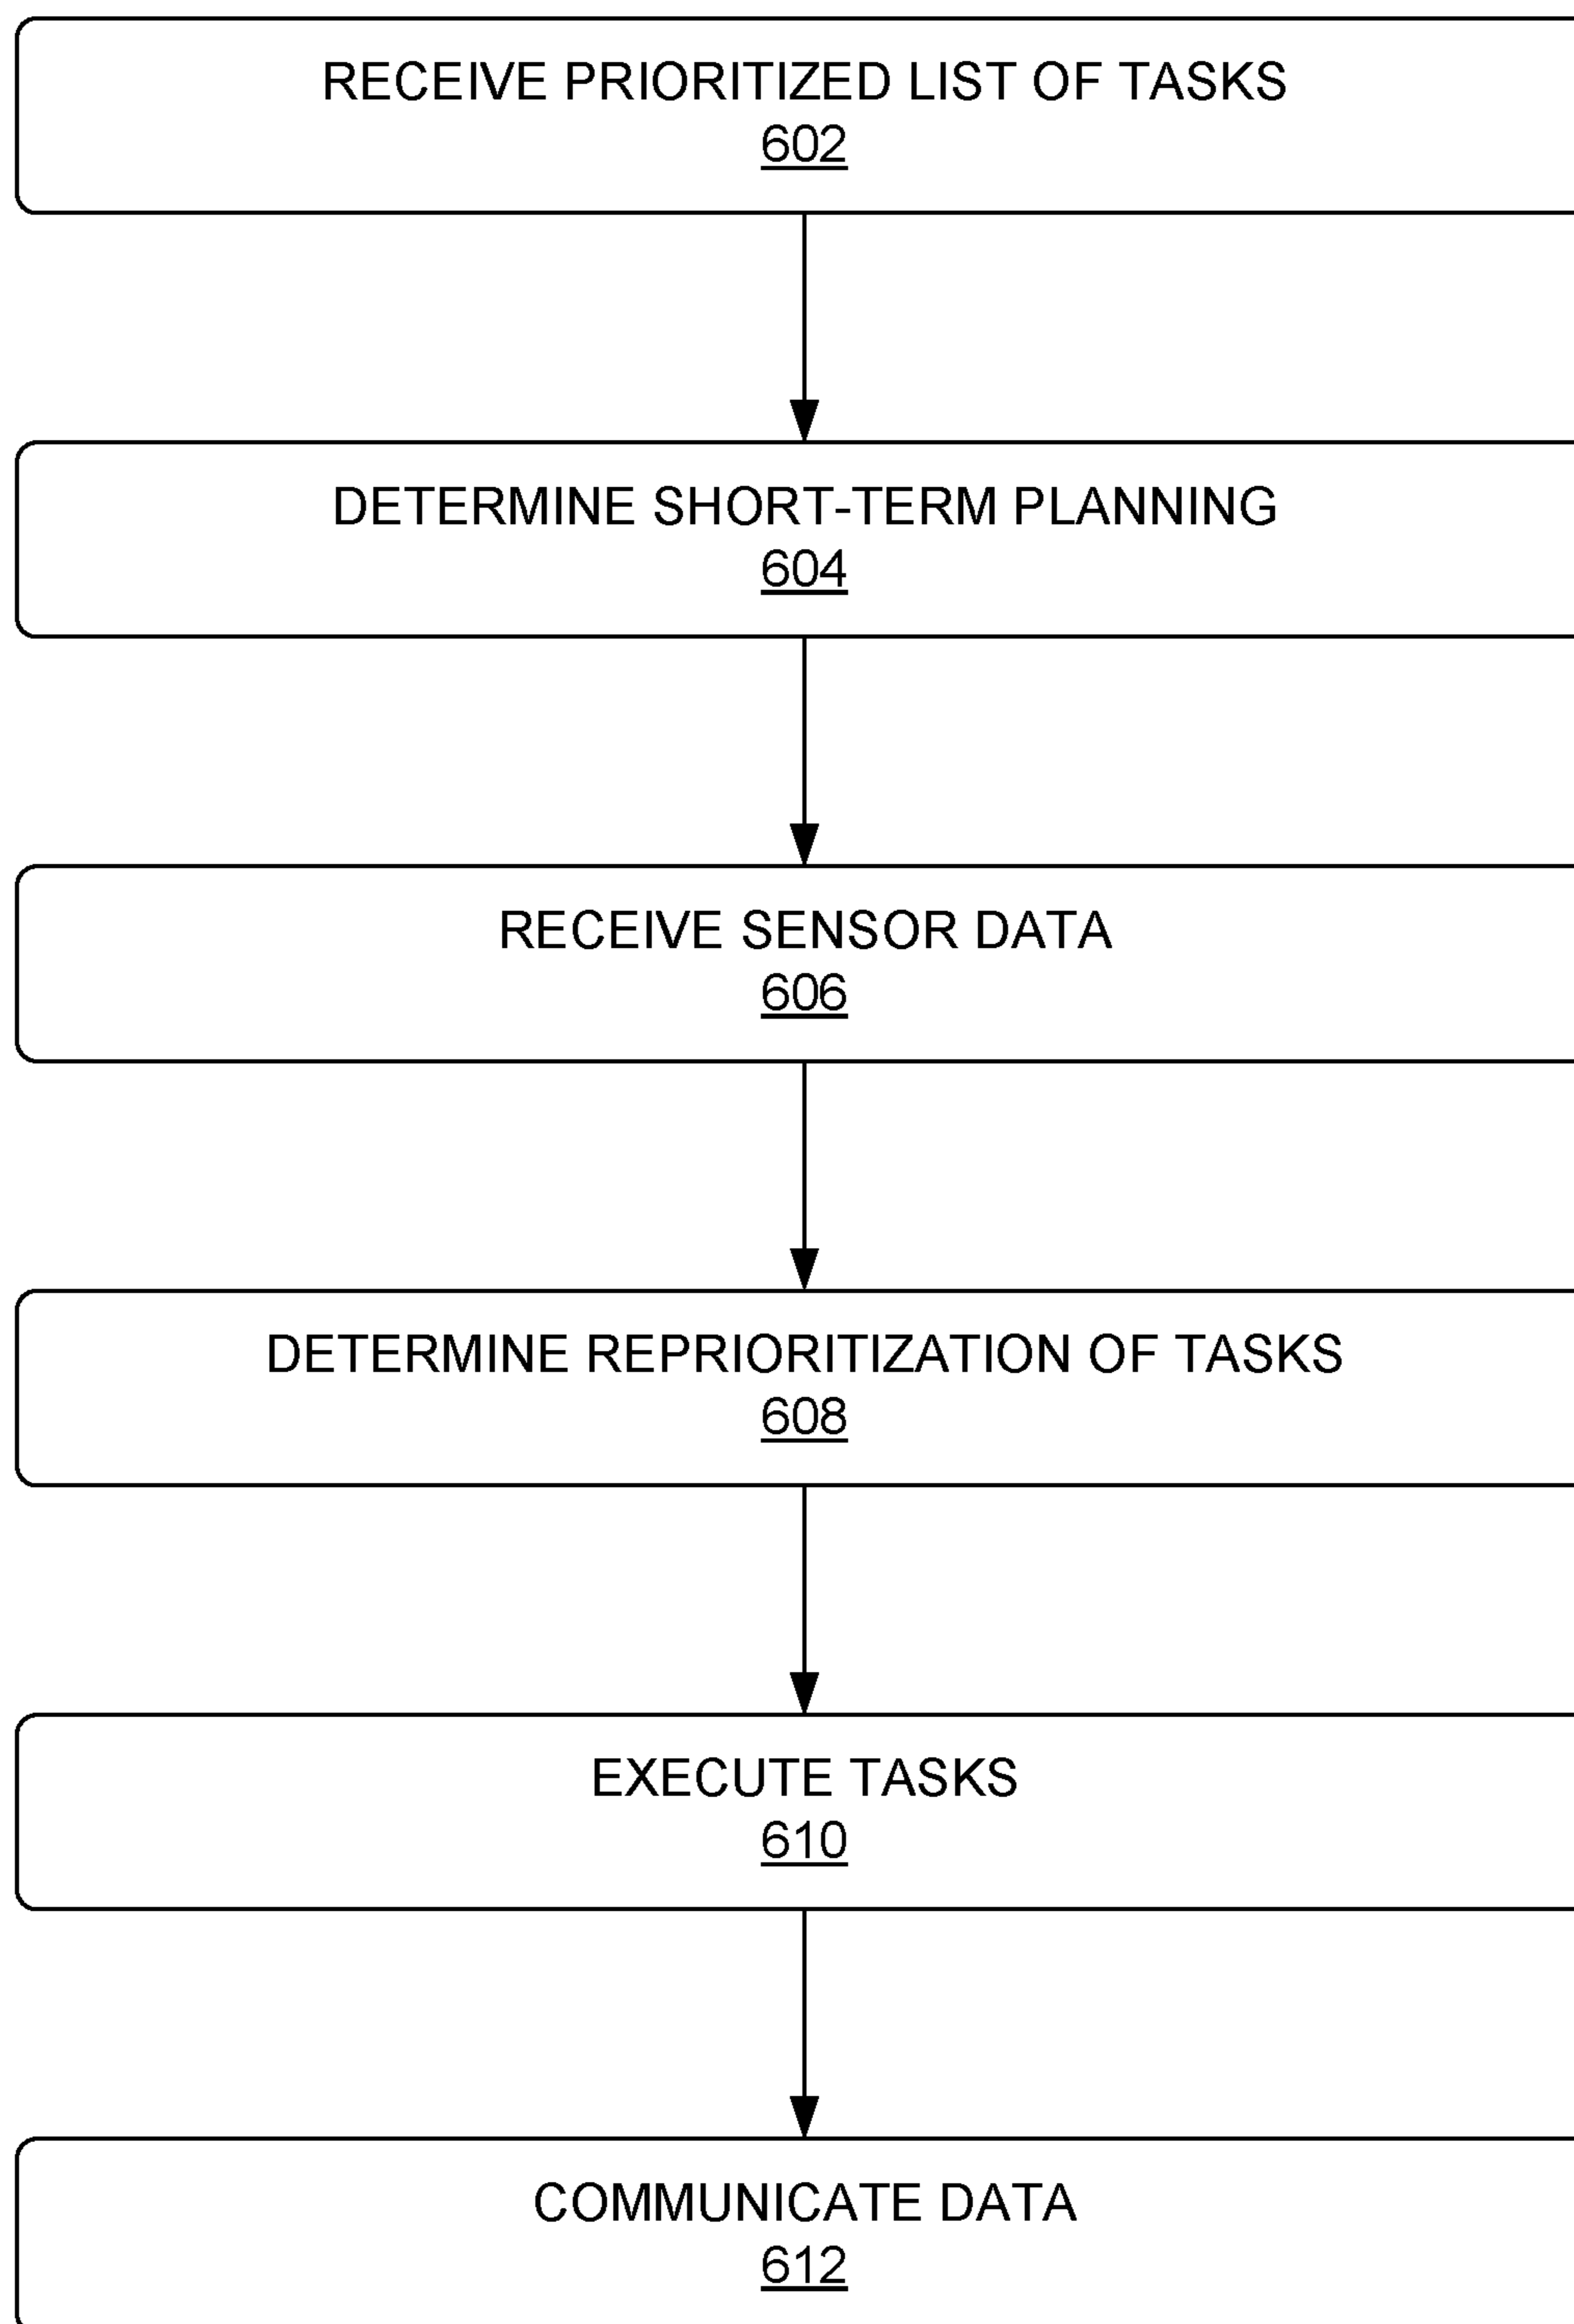 RECEIVE PRIORITIZED LIST OF TASKS
602
DETERMINE SHORT-TERM PLANNING
604
RECEIVE SENSOR DATA
606
DETERMINE REPRIORITIZATION OF TASKS
608
EXECUTE TASKS
610
COMMUNICATE DATA
612